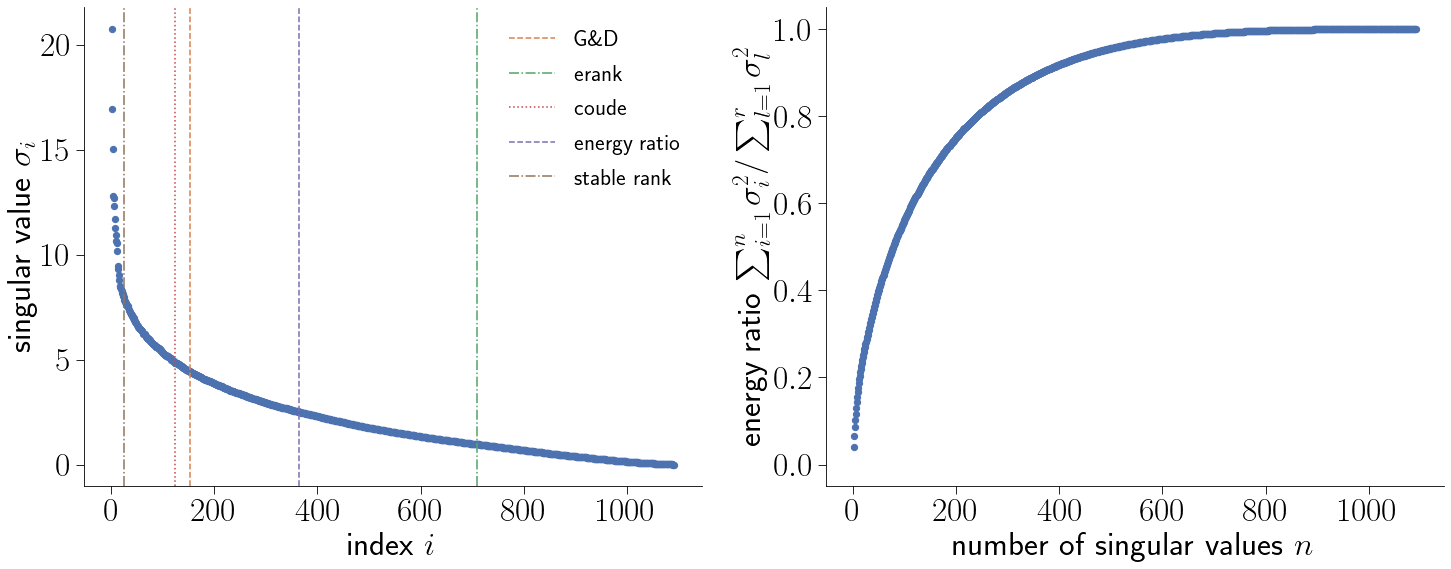 singular value σ_i
20
15
10
5
0
0 200 400 600 800 1000
index i
G&D
erank
coude
energy ratio
stable rank
energy ratio ∑_{i=1}^n σ_i^2 / ∑_{l=1}^r σ_l^2
1.0
0.8
0.6
0.4
0.2
0.0
0 200 400 600 800 1000
number of singular values n